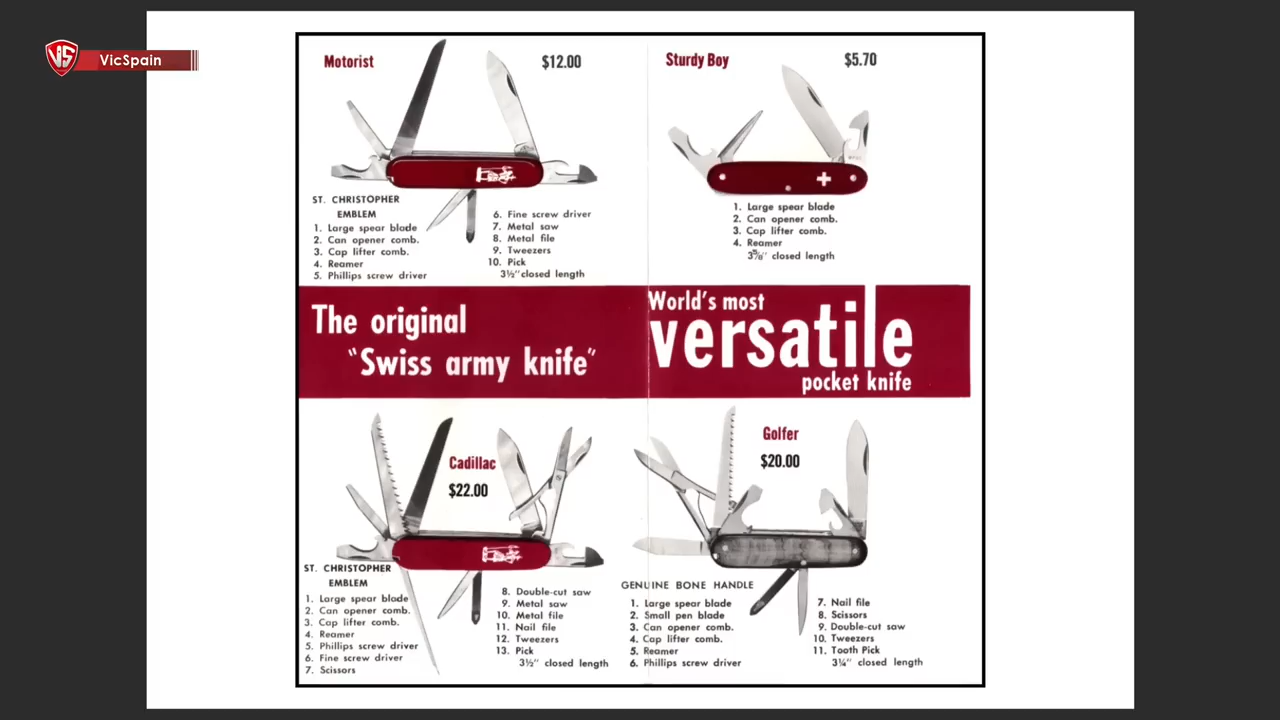 VS
VicSpain
Motorist
$12.00
ST. CHRISTOPHER
EMBLEM
1. Large spear blade
2. Can opener comb.
3. Cap lifter comb.
4. Reamer
5. Phillips screw driver
6. Fine screw driver
7. Metal saw
8. Metal file
9. Tweezers
10. Pick
3½" closed length
Sturdy Boy
$5.70
1. Large spear blade
2. Can opener comb.
3. Cap lifter comb.
4. Reamer
3⅝" closed length
The original
"Swiss army knife"
World's most
versatile
pocket knife
Cadillac
$22.00
ST. CHRISTOPHER
EMBLEM
1. Large spear blade
2. Can opener comb.
3. Cap lifter comb.
4. Reamer
5. Phillips screw driver
6. Fine screw driver
7. Scissors
8. Double-cut saw
9. Metal saw
10. Metal file
11. Nail file
12. Tweezers
13. Pick
3½" closed length
Golfer
$20.00
GENUINE BONE HANDLE
1. Large spear blade
2. Small pen blade
3. Can opener comb.
4. Cap lifter comb.
5. Reamer
6. Phillips screw driver
7. Nail file
8. Scissors
9. Double-cut saw
10. Tweezers
11. Tooth Pick
3¼" closed length